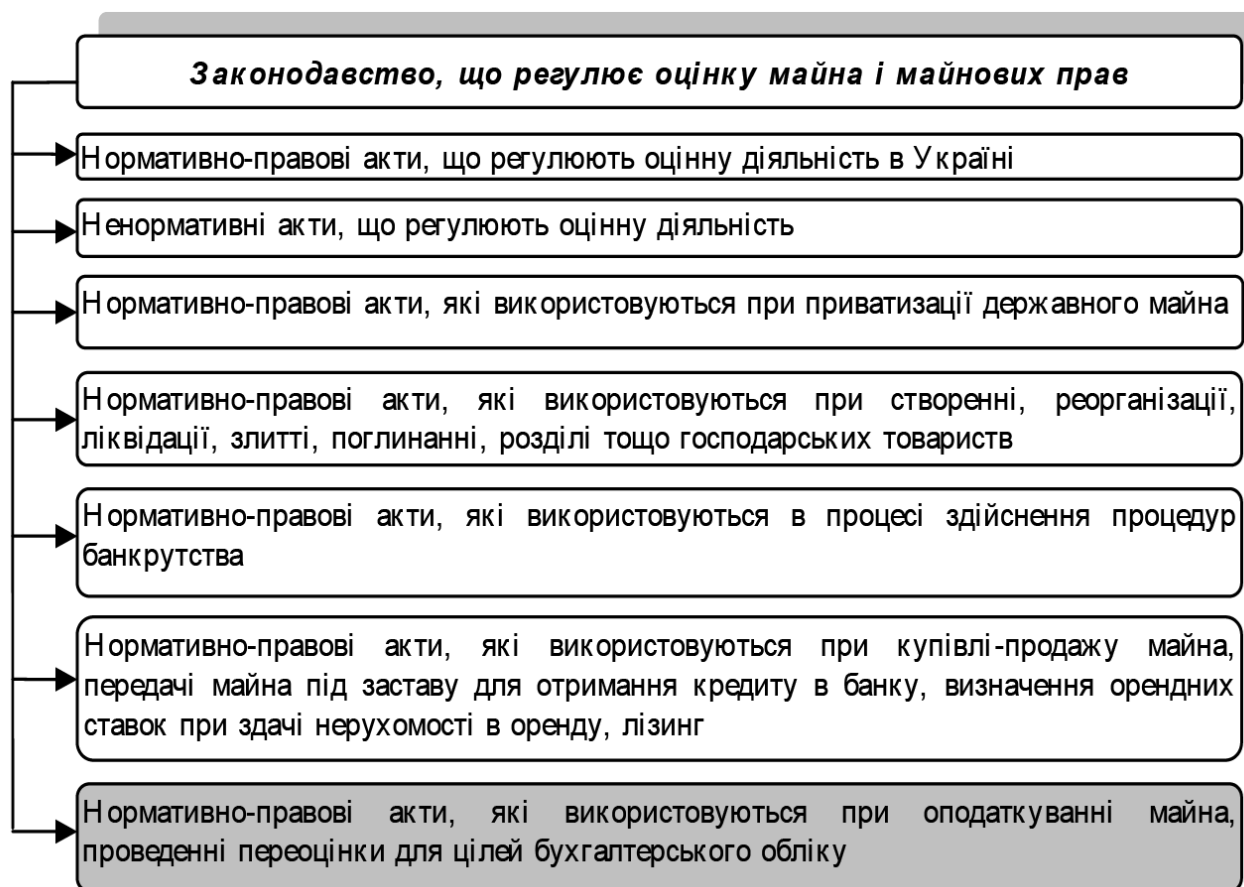 Законодавство, що регулює оцінку майна і майнових прав
Нормативно-правові акти, що регулюють оцінну діяльність в Україні
Ненормативні акти, що регулюють оцінну діяльність
Нормативно-правові акти, які використовуються при приватизації державного майна
Нормативно-правові акти, які використовуються при створенні, реорганізації,
ліквідації, злитті, поглинанні, розділі тощо господарських товариств
Нормативно-правові акти, які використовуються в процесі здійснення процедур
банкрутства
Нормативно-правові акти, які використовуються при купівлі-продажу майна,
передачі майна під заставу для отримання кредиту в банку, визначення орендних
ставок при здачі нерухомості в оренду, лізинг
Нормативно-правові акти, які використовуються при оподаткуванні майна,
проведенні переоцінки для цілей бухгалтерського обліку